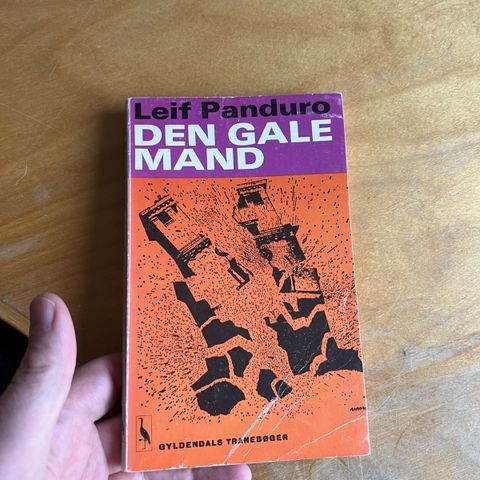 Leif Panduro
DEN GALE
MAND
GYLDENDALS TRANEBØGER